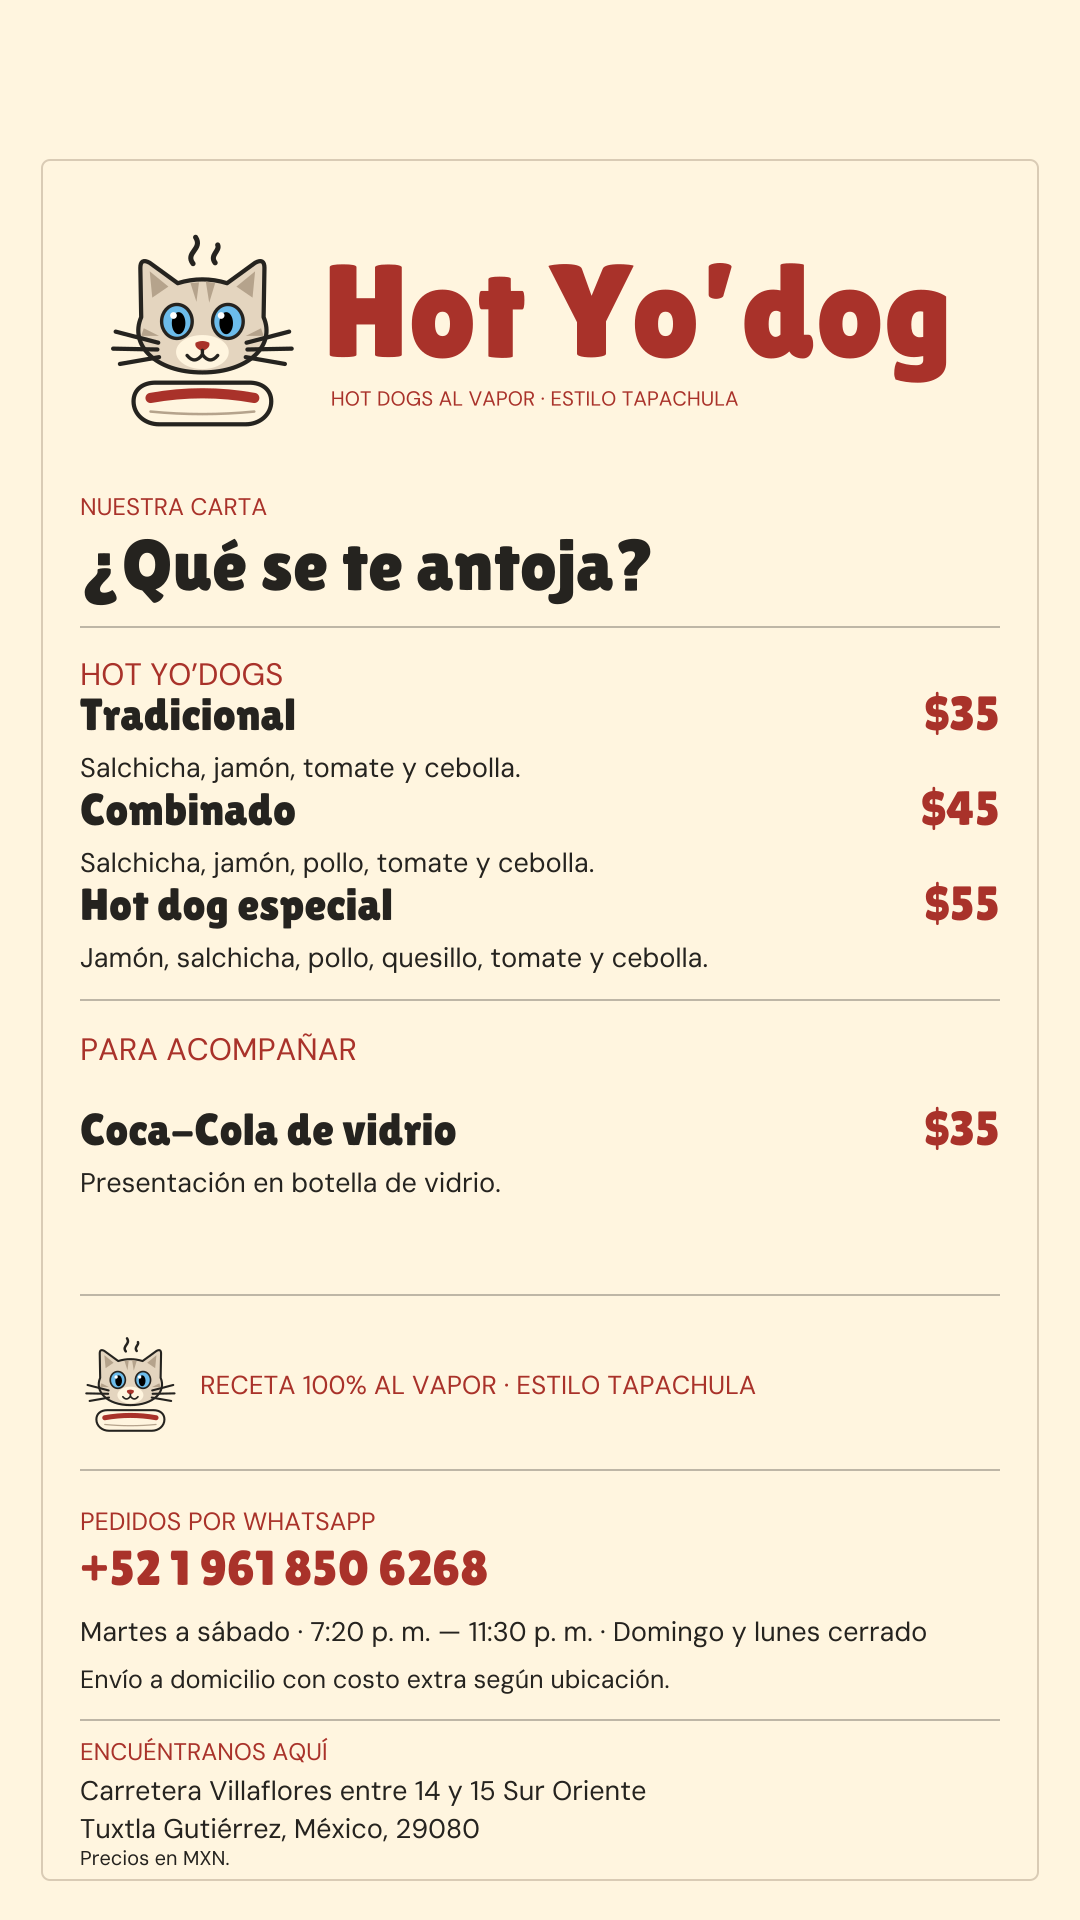 Hot Yo’dog
HOT DOGS AL VAPOR · ESTILO TAPACHULA
NUESTRA CARTA
¿Qué se te antoja?
HOT YO’DOGS
Tradicional $35
Salchicha, jamón, tomate y cebolla.
Combinado $45
Salchicha, jamón, pollo, tomate y cebolla.
Hot dog especial $55
Jamón, salchicha, pollo, quesillo, tomate y cebolla.
PARA ACOMPAÑAR
Coca-Cola de vidrio $35
Presentación en botella de vidrio.
RECETA 100% AL VAPOR · ESTILO TAPACHULA
PEDIDOS POR WHATSAPP
+52 1 961 850 6268
Martes a sábado · 7:20 p. m. — 11:30 p. m. · Domingo y lunes cerrado
Envío a domicilio con costo extra según ubicación.
ENCUÉNTRANOS AQUÍ
Carretera Villaflores entre 14 y 15 Sur Oriente
Tuxtla Gutiérrez, México, 29080
Precios en MXN.